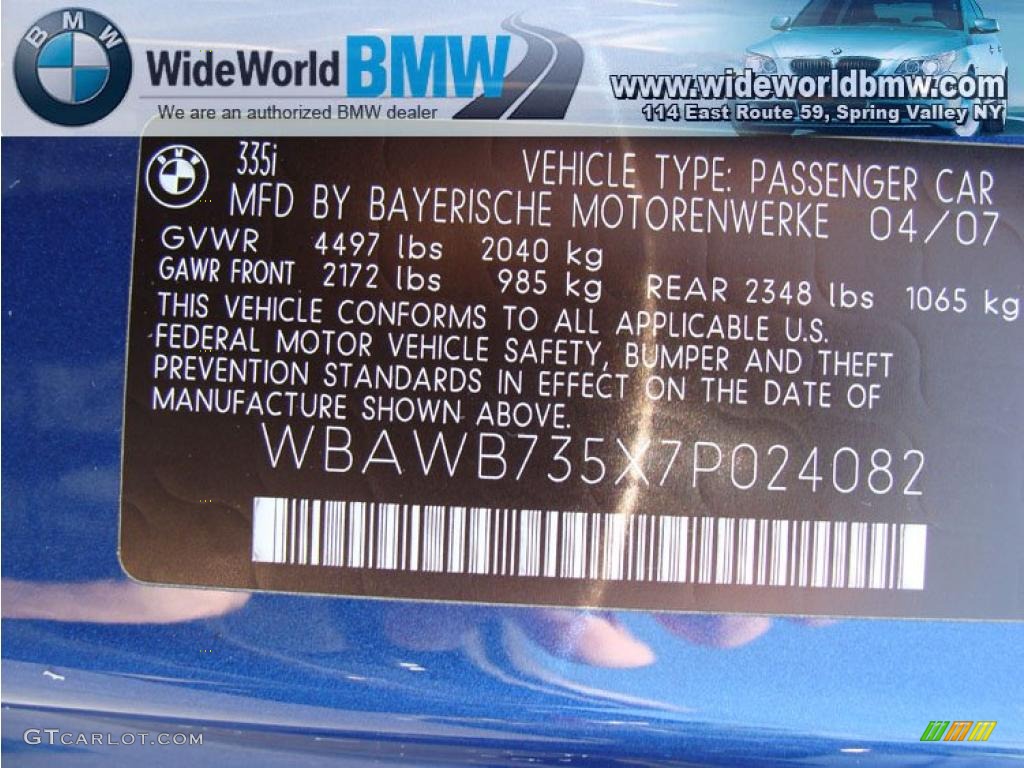 BMW
WideWorld BMW
We are an authorized BMW dealer
www.wideworldbmw.com
114 East Route 59, Spring Valley NY
BMW 335i VEHICLE TYPE: PASSENGER CAR
MFD BY BAYERISCHE MOTORENWERKE 04/07
GVWR 4497 lbs 2040 kg
GAWR FRONT 2172 lbs 985 kg REAR 2348 lbs 1065 kg
THIS VEHICLE CONFORMS TO ALL APPLICABLE U.S.
FEDERAL MOTOR VEHICLE SAFETY, BUMPER AND THEFT
PREVENTION STANDARDS IN EFFECT ON THE DATE OF
MANUFACTURE SHOWN ABOVE.
WBAWB735X7P024082
GTCARLOT.COM